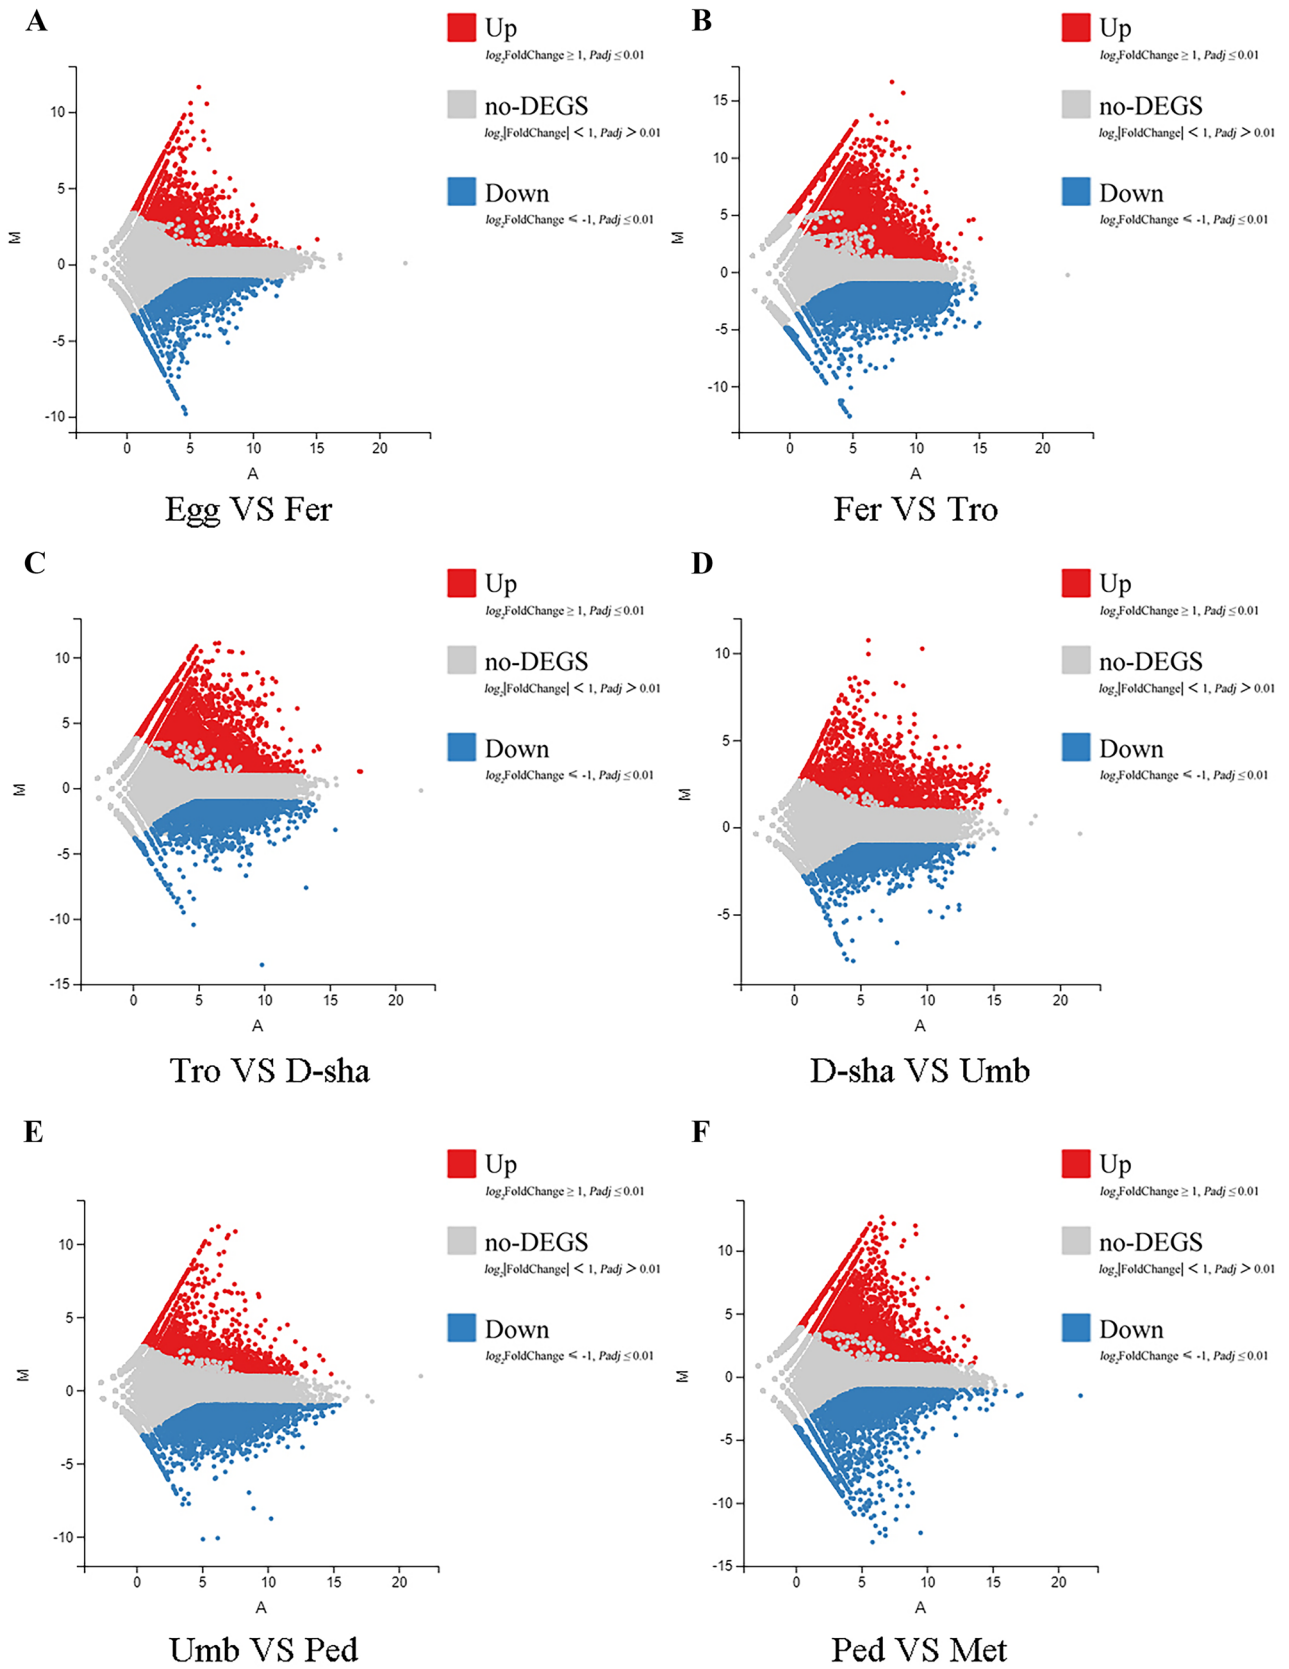 A
Up
log2FoldChange ≥ 1, Padj ≤ 0.01
no-DEGS
log2|FoldChange| < 1, Padj > 0.01
Down
log2FoldChange ≤ -1, Padj ≤ 0.01
10
5
0
-5
-10
M
0 5 10 15 20
A
Egg VS Fer
B
Up
log2FoldChange ≥ 1, Padj ≤ 0.01
no-DEGS
log2|FoldChange| < 1, Padj > 0.01
Down
log2FoldChange ≤ -1, Padj ≤ 0.01
15
10
5
0
-5
-10
M
0 5 10 15 20
A
Fer VS Tro
C
Up
log2FoldChange ≥ 1, Padj ≤ 0.01
no-DEGS
log2|FoldChange| < 1, Padj > 0.01
Down
log2FoldChange ≤ -1, Padj ≤ 0.01
10
5
0
-5
-10
-15
M
0 5 10 15 20
A
Tro VS D-sha
D
Up
log2FoldChange ≥ 1, Padj ≤ 0.01
no-DEGS
log2|FoldChange| < 1, Padj > 0.01
Down
log2FoldChange ≤ -1, Padj ≤ 0.01
10
5
0
-5
M
0 5 10 15 20
A
D-sha VS Umb
E
Up
log2FoldChange ≥ 1, Padj ≤ 0.01
no-DEGS
log2|FoldChange| < 1, Padj > 0.01
Down
log2FoldChange ≤ -1, Padj ≤ 0.01
10
5
0
-5
-10
M
0 5 10 15 20
A
Umb VS Ped
F
Up
log2FoldChange ≥ 1, Padj ≤ 0.01
no-DEGS
log2|FoldChange| < 1, Padj > 0.01
Down
log2FoldChange ≤ -1, Padj ≤ 0.01
10
5
0
-5
-10
-15
M
0 5 10 15 20
A
Ped VS Met